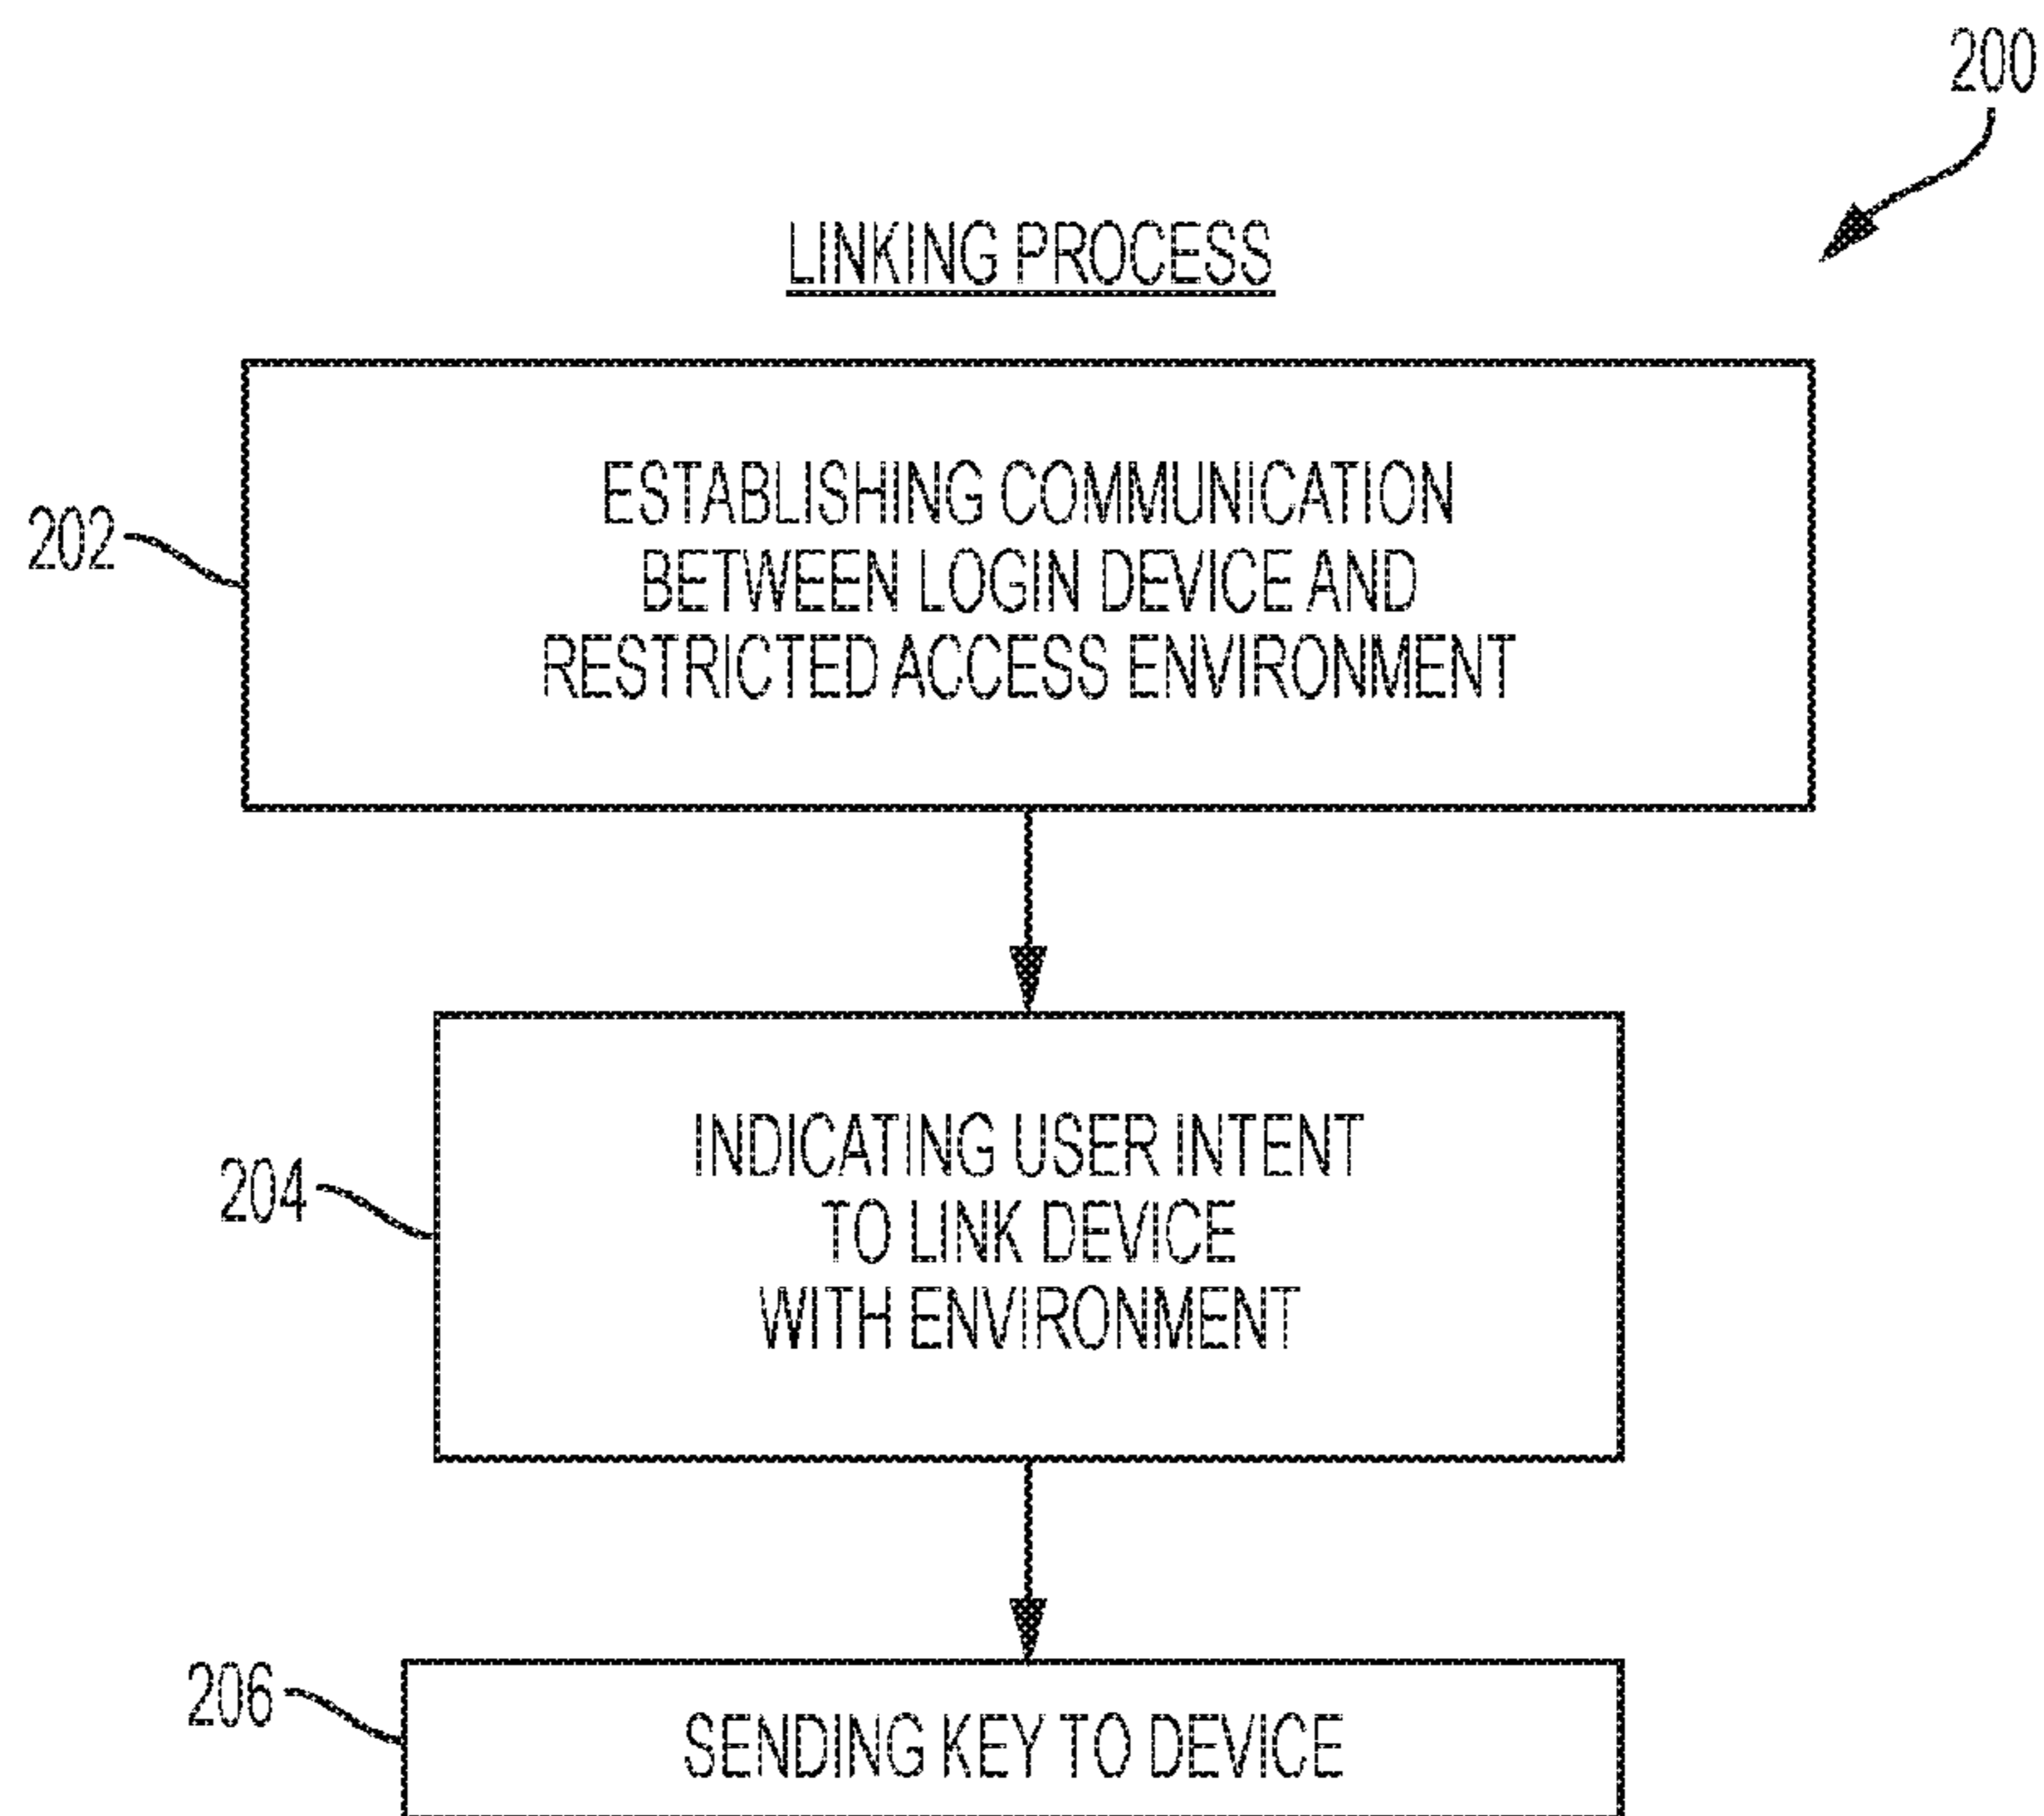 200
LINKING PROCESS
202
ESTABLISHING COMMUNICATION
BETWEEN LOGIN DEVICE AND
RESTRICTED ACCESS ENVIRONMENT
204
INDICATING USER INTENT
TO LINK DEVICE
WITH ENVIRONMENT
206
SENDING KEY TO DEVICE